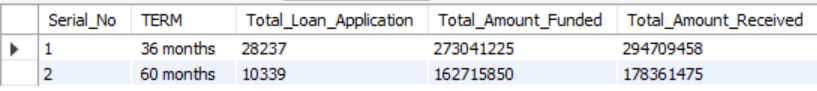 Serial_No TERM Total_Loan_Application Total_Amount_Funded Total_Amount_Received
1 36 months 28237 273041225 294709458
2 60 months 10339 162715850 178361475